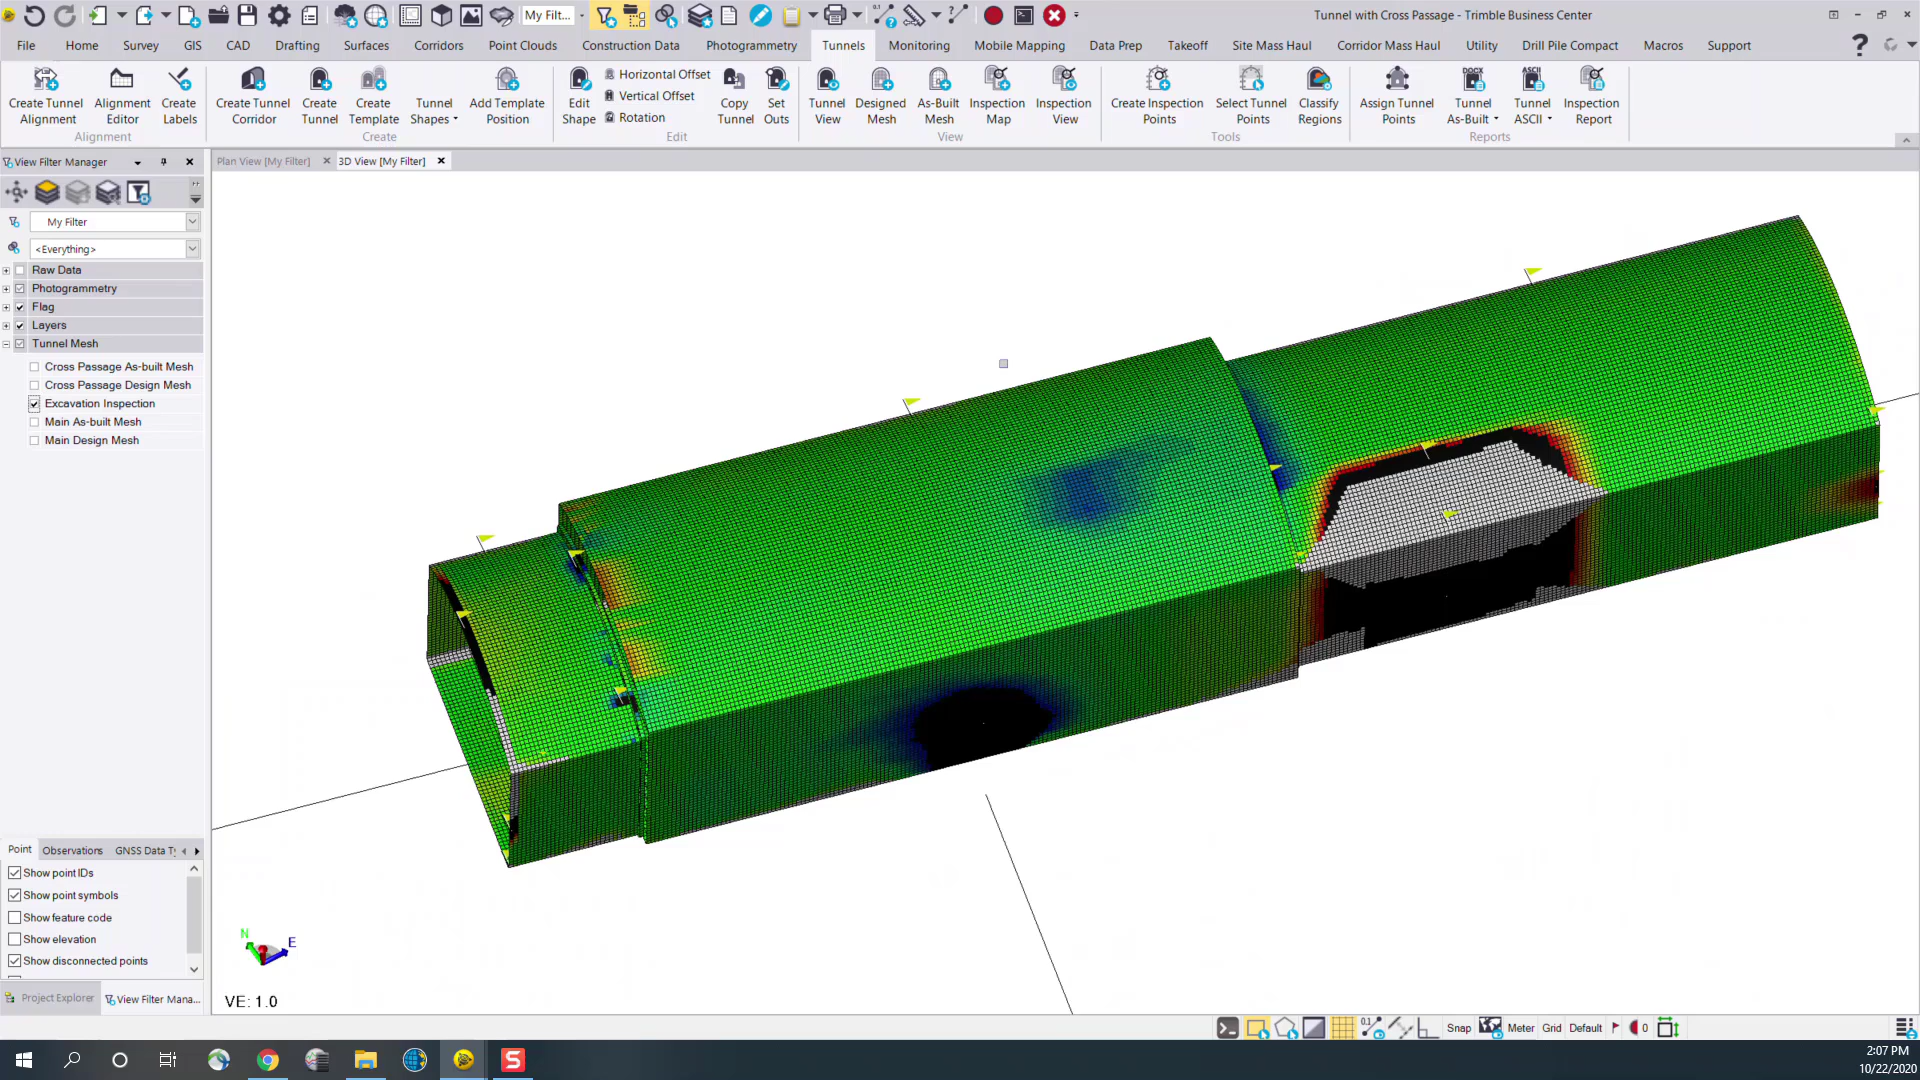 My Filt...
Tunnel with Cross Passage - Trimble Business Center
File Home Survey GIS CAD Drafting Surfaces Corridors Point Clouds Construction Data Photogrammetry Tunnels Monitoring Mobile Mapping Data Prep Takeoff Site Mass Haul Corridor Mass Haul Utility Drill Pile Compact Macros Support
Create Tunnel Alignment
Alignment Editor
Create Labels
Alignment
Create Tunnel Corridor
Create Tunnel
Create Template
Tunnel Shapes
Add Template Position
Create
Edit Shape
Horizontal Offset
Vertical Offset
Rotation
Copy Tunnel
Set Outs
Edit
Tunnel View
Designed Mesh
As-Built Mesh
Inspection Map
Inspection View
View
Create Inspection Points
Select Tunnel Points
Classify Regions
Tools
Assign Tunnel Points
DOCX
Tunnel As-Built
ASCII
Tunnel ASCII
Inspection Report
Reports
View Filter Manager
Plan View [My Filter]
3D View [My Filter]
My Filter
<Everything>
Raw Data
Photogrammetry
Flag
Layers
Tunnel Mesh
Cross Passage As-built Mesh
Cross Passage Design Mesh
Excavation Inspection
Main As-built Mesh
Main Design Mesh
Point Observations GNSS Data Ty
Show point IDs
Show point symbols
Show feature code
Show elevation
Show disconnected points
Project Explorer
View Filter Mana...
N
E
VE: 1.0
0.1
Snap Meter Grid Default 0
S
2:07 PM
10/22/2020